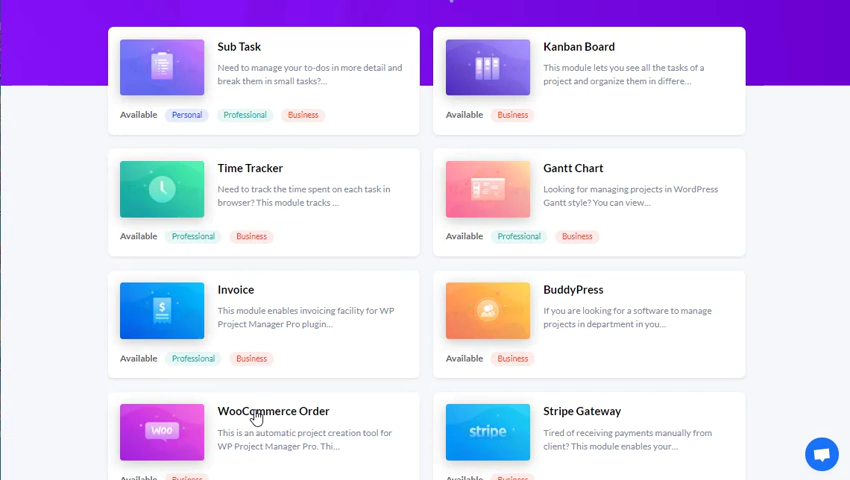 Sub Task
Need to manage your to-dos in more detail and
break them in small tasks?...
Available Personal Professional Business
Kanban Board
This module lets you see all the tasks of a
project and organize them in differe...
Available Business
Time Tracker
Need to track the time spent on each task in
browser? This module tracks ...
Available Professional Business
Gantt Chart
Looking for managing projects in WordPress
Gantt style? You can view...
Available Professional Business
$
Invoice
This module enables invoicing facility for WP
Project Manager Pro plugin...
Available Professional Business
BuddyPress
If you are looking for a software to manage
projects in department in you...
Available Business
WOO
WooCommerce Order
This is an automatic project creation tool for
WP Project Manager Pro. Thi...
Available Business
stripe
Stripe Gateway
Tired of receiving payments manually from
client? This module enables your...
Available Business